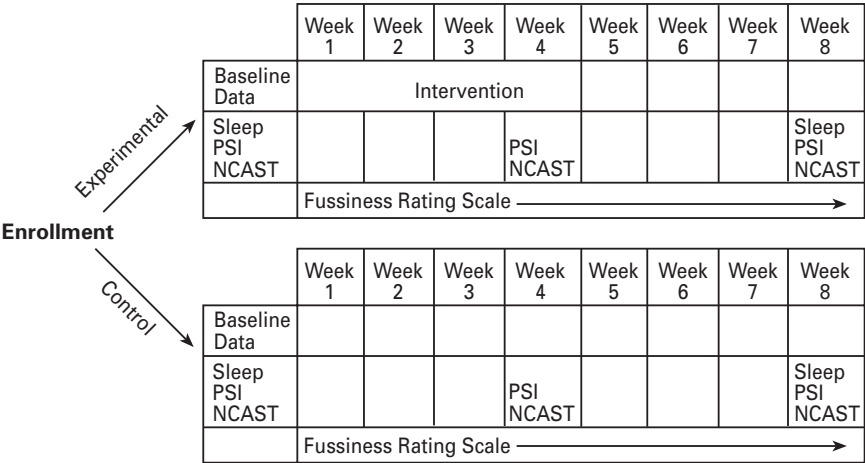 Week 1 Week 2 Week 3 Week 4 Week 5 Week 6 Week 7 Week 8
Baseline
Data
Intervention
Experimental
Sleep
PSI
NCAST
PSI
NCAST
Sleep
PSI
NCAST
Fussiness Rating Scale
Enrollment
Control
Week 1 Week 2 Week 3 Week 4 Week 5 Week 6 Week 7 Week 8
Baseline
Data
Sleep
PSI
NCAST
PSI
NCAST
Sleep
PSI
NCAST
Fussiness Rating Scale